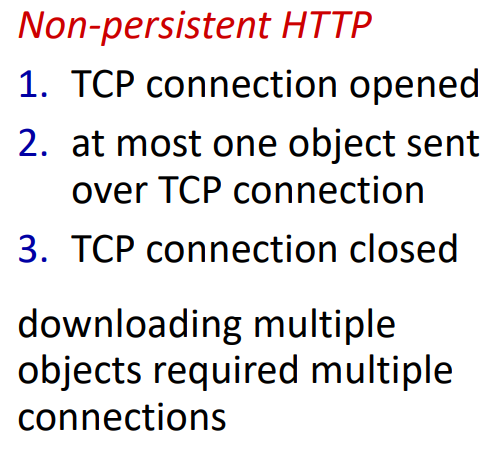 Non-persistent HTTP
1. TCP connection opened
2. at most one object sent
over TCP connection
3. TCP connection closed
downloading multiple
objects required multiple
connections